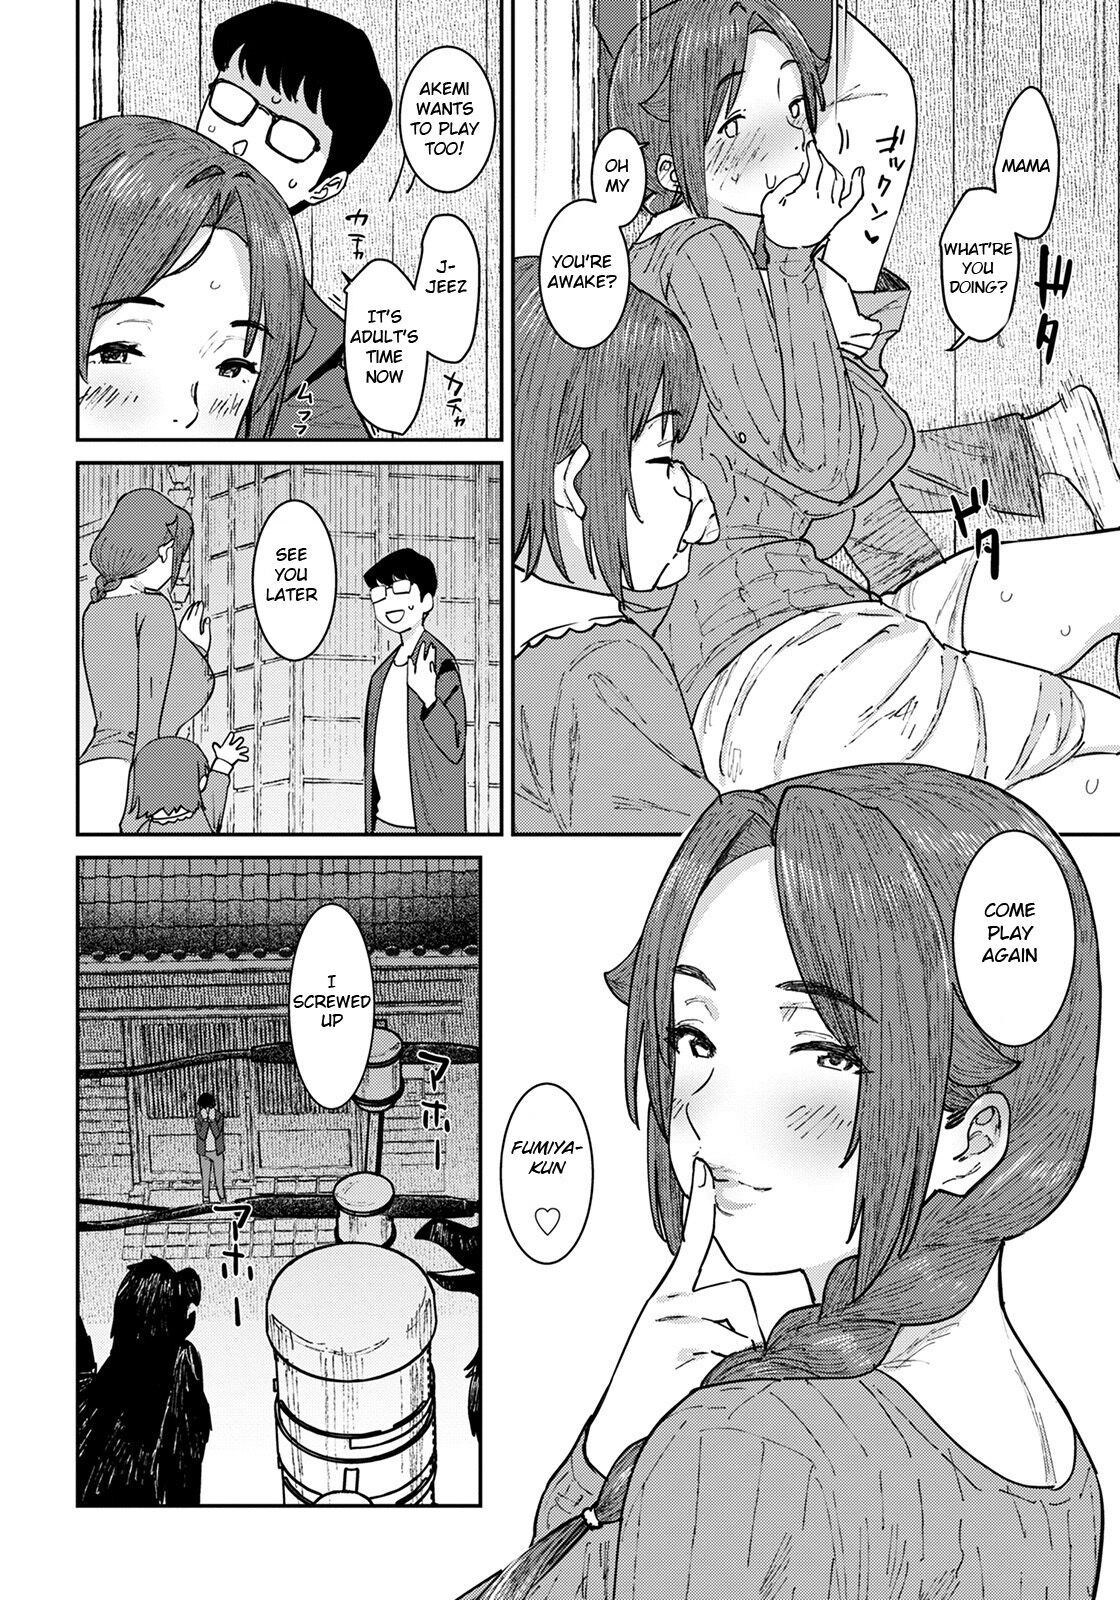 MAMA
WHAT'RE
YOU
DOING?
ゴックン♥
ドタ
ドタ
OH
MY
YOU'RE
AWAKE?
AKEMI
WANTS
TO PLAY
TOO!
J-
JEEZ
IT'S
ADULT'S
TIME
NOW
カチャ
カチャ
ムフフ
SEE
YOU
LATER
COME
PLAY
AGAIN
FUMIYA-
KUN
♡
I
SCREWED
UP
アホー
アホー